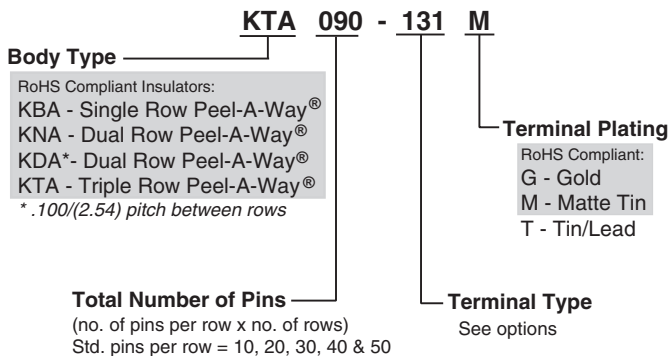 KTA 090 - 131 M
Body Type
RoHS Compliant Insulators:
KBA - Single Row Peel-A-Way®
KNA - Dual Row Peel-A-Way®
KDA*- Dual Row Peel-A-Way®
KTA - Triple Row Peel-A-Way®
* .100/(2.54) pitch between rows
Terminal Plating
RoHS Compliant:
G - Gold
M - Matte Tin
T - Tin/Lead
Total Number of Pins
(no. of pins per row x no. of rows)
Std. pins per row = 10, 20, 30, 40 & 50
Terminal Type
See options